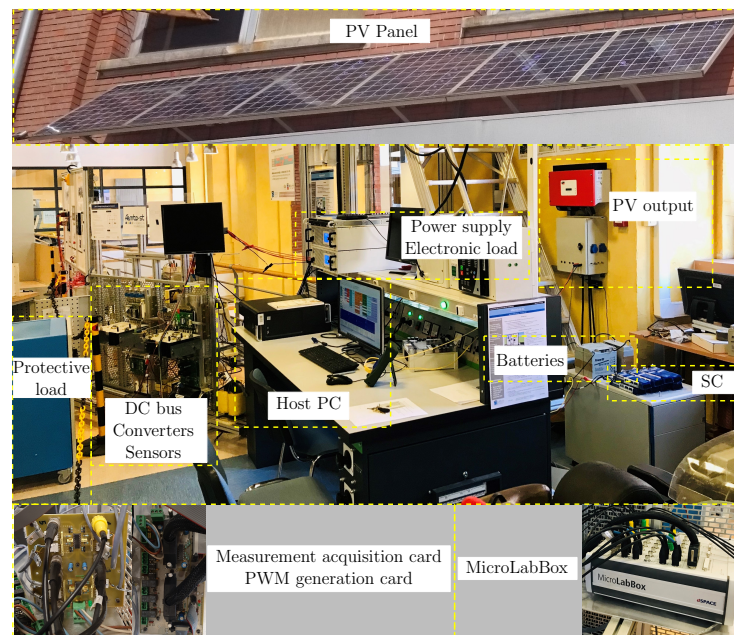 PV Panel
PV output
Power supply
Electronic load
Batteries
Protective
load
SC
Host PC
DC bus
Converters
Sensors
Measurement acquisition card
PWM generation card
MicroLabBox
MicroLabBox
dSPACE